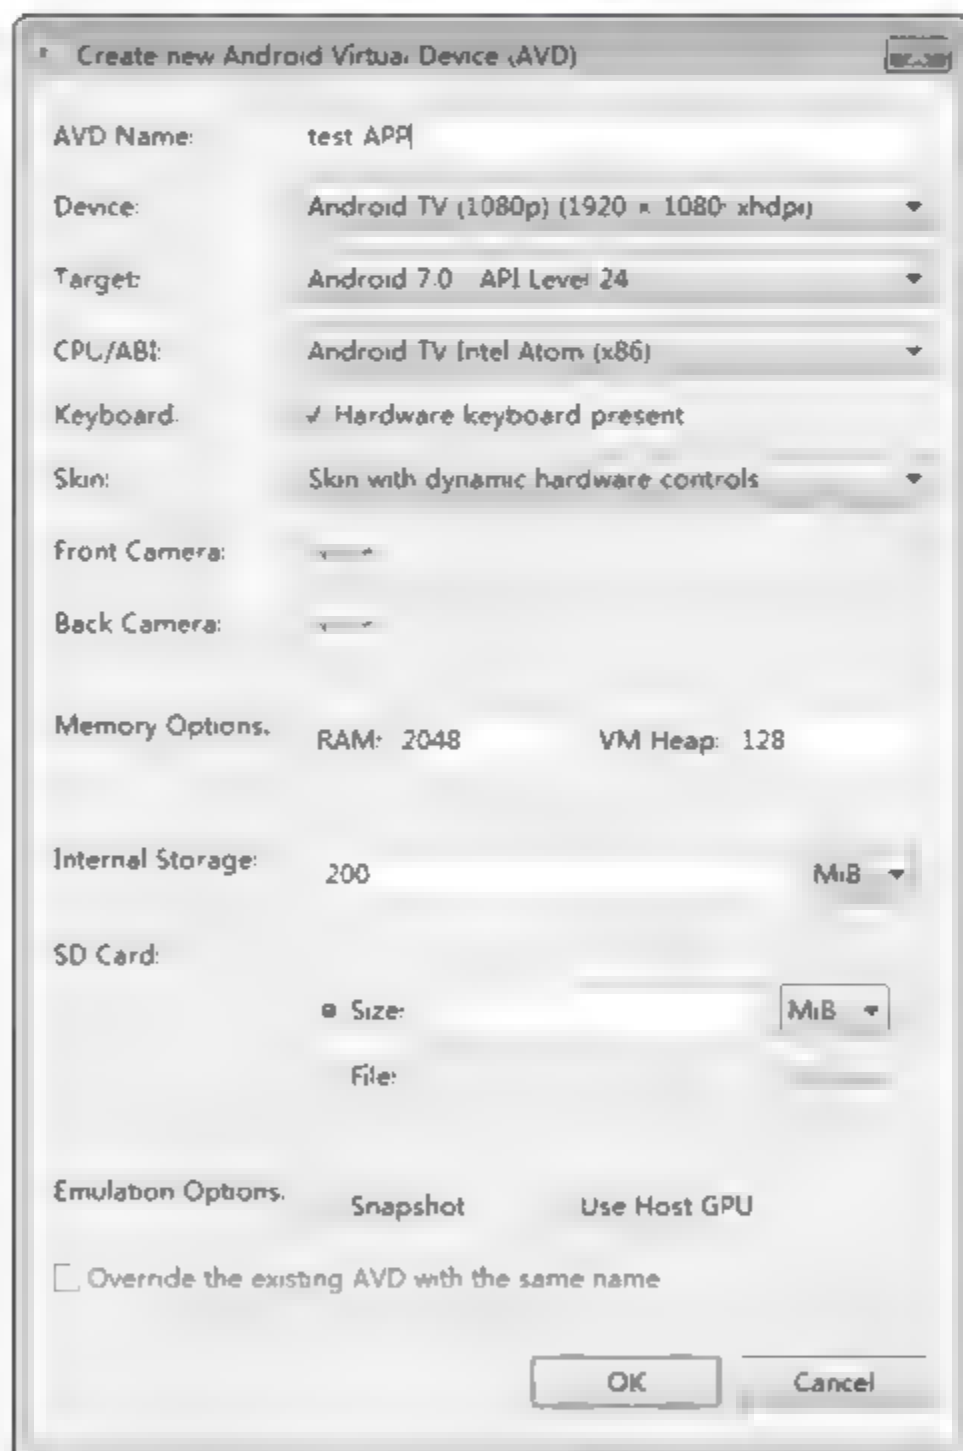 Create new Android Virtual Device (AVD)
AVD Name: test APP
Device: Android TV (1080p) (1920 × 1080: xhdpi)
Target: Android 7.0 API Level 24
CPU/ABI: Android TV Intel Atom (x86)
Keyboard: ✓ Hardware keyboard present
Skin: Skin with dynamic hardware controls
Front Camera:
Back Camera:
Memory Options: RAM: 2048 VM Heap: 128
Internal Storage: 200 MiB
SD Card:
Size: MiB
File:
Emulation Options: Snapshot Use Host GPU
Override the existing AVD with the same name
OK Cancel